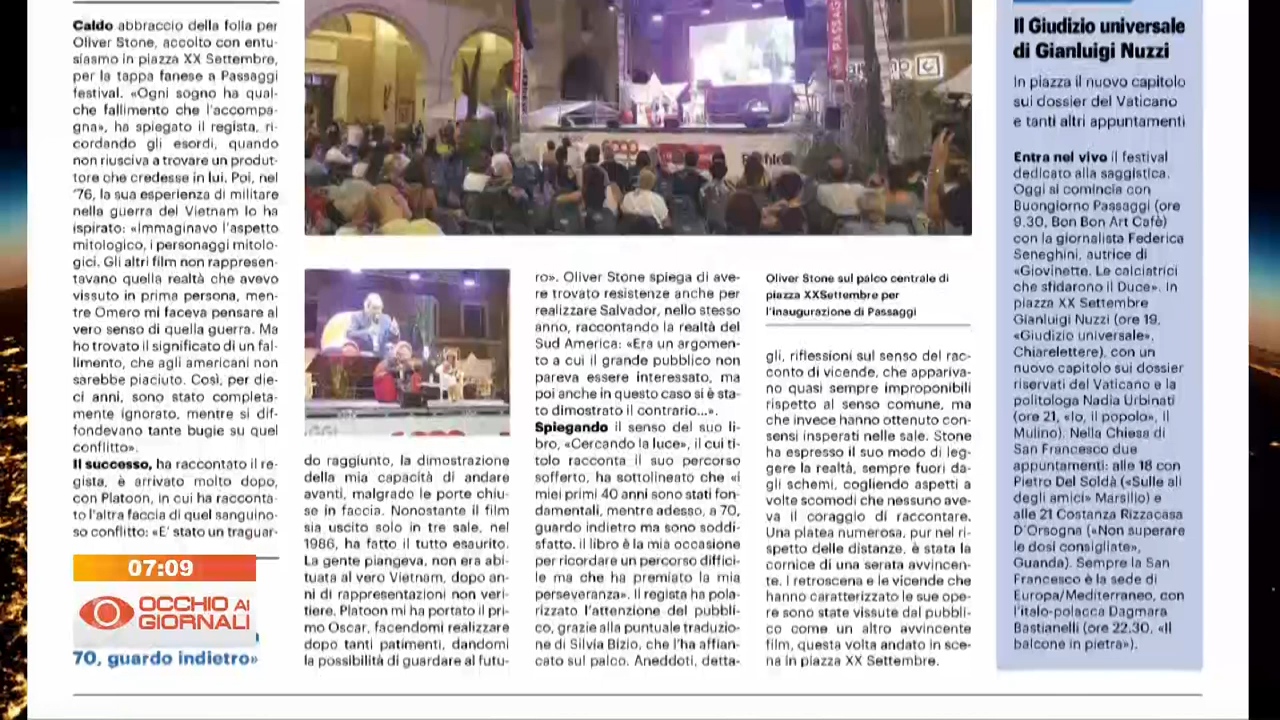 Caldo abbraccio della folla per
Oliver Stone, accolto con entu-
siasmo in piazza XX Settembre,
per la tappa fanese a Passaggi
festival. «Ogni sogno ha qual-
che fallimento che l'accompa-
gna», ha spiegato il regista, ri-
cordando gli esordi, quando
non riusciva a trovare un produt-
tore che credesse in lui. Poi, nel
'76, la sua esperienza di militare
nella guerra del Vietnam lo ha
ispirato: «Immaginavo l'aspetto
mitologico, i personaggi mitolo-
gici. Gli altri film non rappresen-
tavano quella realtà che avevo
vissuto in prima persona, men-
tre Omero mi faceva pensare al
vero senso di quella guerra. Ma
ho trovato il significato di un fal-
limento, che agli americani non
sarebbe piaciuto. Così, per die-
ci anni, sono stato completa-
mente ignorato, mentre si dif-
fondevano tante bugie su quel
conflitto».
Il successo, ha raccontato il re-
gista, è arrivato molto dopo,
con Platoon, in cui ha racconta-
to l'altra faccia di quel sanguino-
so conflitto: «E' stato un traguar-
07:09
OCCHIO AI
GIORNALI
70, guardo indietro»
do raggiunto, la dimostrazione
della mia capacità di andare
avanti, malgrado le porte chiu-
se in faccia. Nonostante il film
sia uscito solo in tre sale, nel
1986, ha fatto il tutto esaurito.
La gente piangeva, non era abi-
tuata al vero Vietnam, dopo an-
ni di rappresentazioni non veri-
tiere. Platoon mi ha portato il pri-
mo Oscar, facendomi realizzare
dopo tanti patimenti, dandomi
la possibilità di guardare al futu-
ro». Oliver Stone spiega di ave-
re trovato resistenze anche per
realizzare Salvador, nello stesso
anno, raccontando la realtà del
Sud America: «Era un argomen-
to a cui il grande pubblico non
pareva essere interessato, ma
poi anche in questo caso si è sta-
to dimostrato il contrario...».
Spiegando il senso del suo li-
bro, «Cercando la luce», il cui ti-
tolo racconta il suo percorso
sofferto, ha sottolineato che «i
miei primi 40 anni sono stati fon-
damentali, mentre adesso, a 70,
guardo indietro ma sono soddi-
sfatto. il libro è la mia occasione
per ricordare un percorso diffici-
le ma che ha premiato la mia
perseveranza». Il regista ha pola-
rizzato l'attenzione del pubbli-
co, grazie alla puntuale traduzio-
ne di Silvia Bizio, che l'ha affian-
cato sul palco. Aneddoti, detta-
Oliver Stone sul palco centrale di
piazza XXSettembre per
l'inaugurazione di Passaggi
gli, riflessioni sul senso del rac-
conto di vicende, che appariva-
no quasi sempre improponibili
rispetto al senso comune, ma
che invece hanno ottenuto con-
sensi insperati nelle sale. Stone
ha espresso il suo modo di leg-
gere la realtà, sempre fuori da-
gli schemi, cogliendo aspetti a
volte scomodi che nessuno ave-
va il coraggio di raccontare.
Una platea numerosa, pur nel ri-
spetto delle distanze, è stata la
cornice di una serata avvincen-
te. I retroscena e le vicende che
hanno caratterizzato le sue ope-
re sono state vissute dal pubbli-
co come un altro avvincente
film, questa volta andato in sce-
na in piazza XX Settembre.
Il Giudizio universale
di Gianluigi Nuzzi
In piazza il nuovo capitolo
sui dossier del Vaticano
e tanti altri appuntamenti
Entra nel vivo il festival
dedicato alla saggistica.
Oggi si comincia con
Buongiorno Passaggi (ore
9.30, Bon Bon Art Cafè)
con la giornalista Federica
Seneghini, autrice di
«Giovinette. Le calciatrici
che sfidarono il Duce». In
piazza XX Settembre
Gianluigi Nuzzi (ore 19,
«Giudizio universale»,
Chiarelettere), con un
nuovo capitolo sui dossier
riservati del Vaticano e la
politologa Nadia Urbinati
(ore 21, «Io, il popolo», il
Mulino). Nella Chiesa di
San Francesco due
appuntamenti: alle 18 con
Pietro Del Soldà («Sulle ali
degli amici» Marsilio) e
alle 21 Costanza Rizzacasa
D'Orsogna («Non superare
le dosi consigliate»,
Guanda). Sempre la San
Francesco è la sede di
Europa/Mediterraneo, con
l'italo-polacca Dagmara
Bastianelli (ore 22.30, «Il
balcone in pietra»).